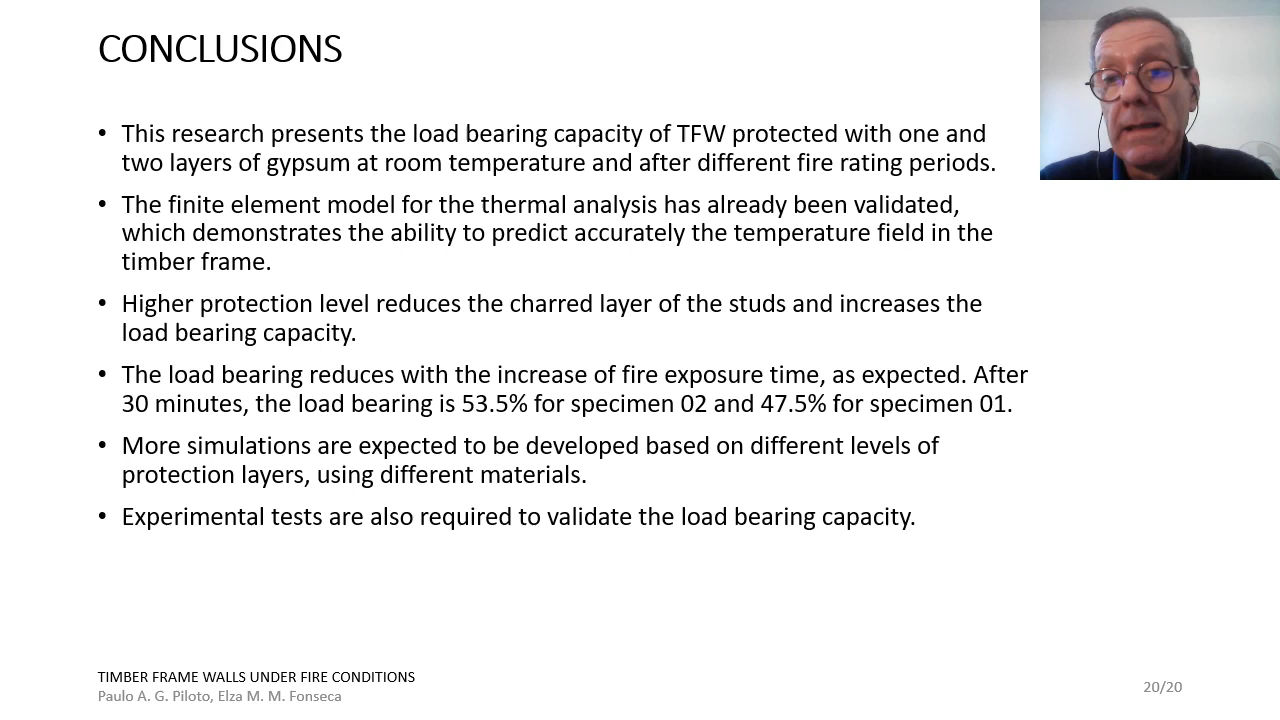 CONCLUSIONS
• This research presents the load bearing capacity of TFW protected with one and
two layers of gypsum at room temperature and after different fire rating periods.
• The finite element model for the thermal analysis has already been validated,
which demonstrates the ability to predict accurately the temperature field in the
timber frame.
• Higher protection level reduces the charred layer of the studs and increases the
load bearing capacity.
• The load bearing reduces with the increase of fire exposure time, as expected. After
30 minutes, the load bearing is 53.5% for specimen 02 and 47.5% for specimen 01.
• More simulations are expected to be developed based on different levels of
protection layers, using different materials.
• Experimental tests are also required to validate the load bearing capacity.
TIMBER FRAME WALLS UNDER FIRE CONDITIONS
Paulo A. G. Piloto, Elza M. M. Fonseca
20/20